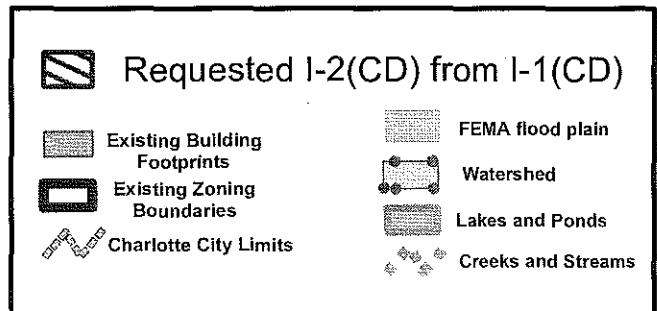 Requested I-2(CD) from I-1(CD)
Existing Building
Footprints
Existing Zoning
Boundaries
Charlotte City Limits
FEMA flood plain
Watershed
Lakes and Ponds
Creeks and Streams